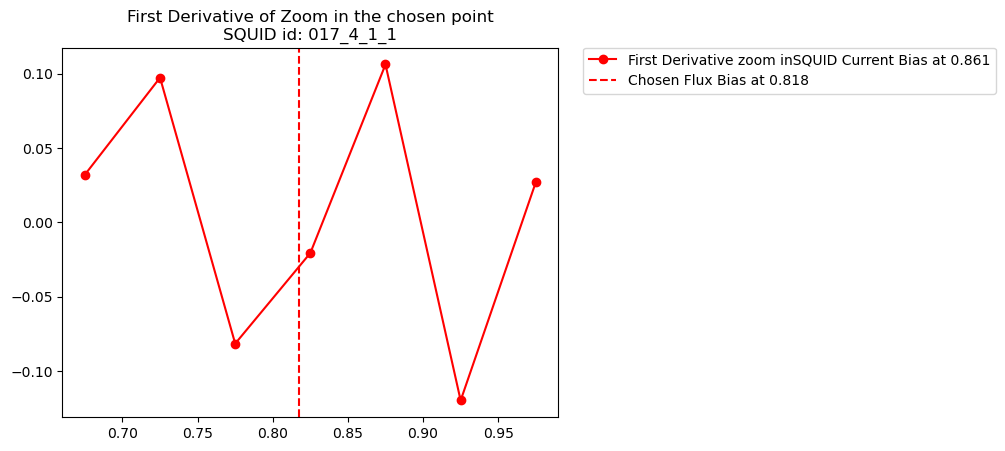 First Derivative of Zoom in the chosen point
SQUID id: 017_4_1_1
First Derivative zoom inSQUID Current Bias at 0.861
Chosen Flux Bias at 0.818
0.10
0.05
0.00
−0.05
−0.10
0.70 0.75 0.80 0.85 0.90 0.95